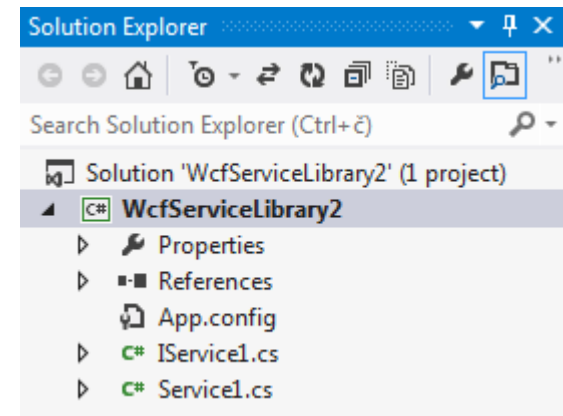 Solution Explorer
Search Solution Explorer (Ctrl+č)
Solution 'WcfServiceLibrary2' (1 project)
C# WcfServiceLibrary2
Properties
References
App.config
C# IService1.cs
C# Service1.cs